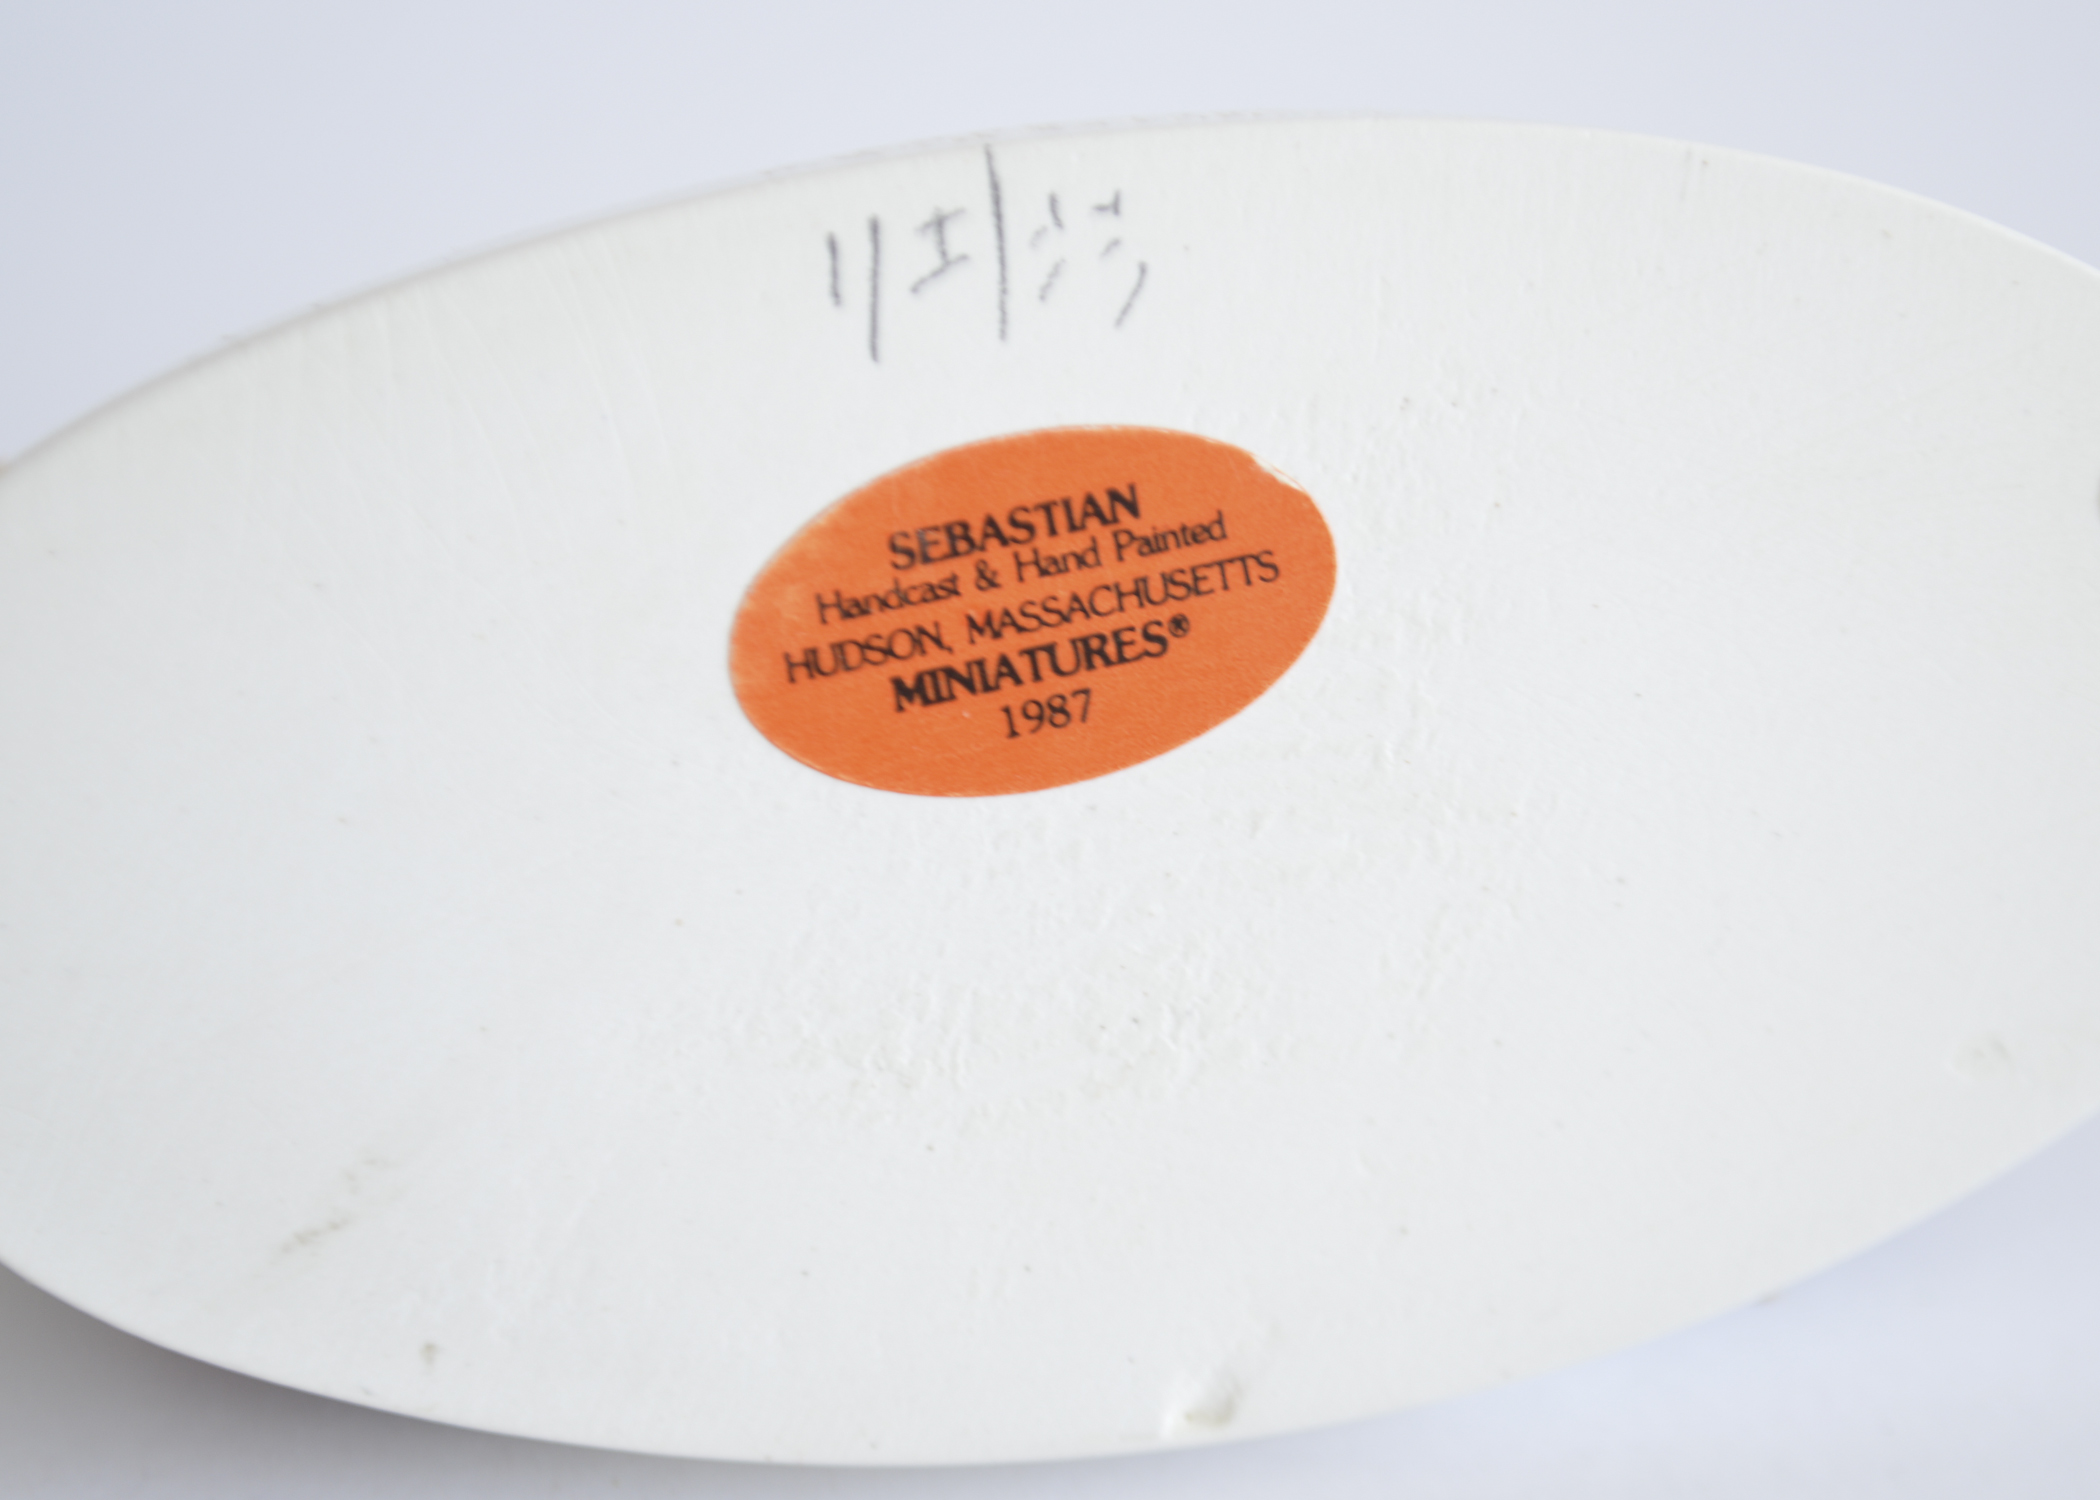 SEBASTIAN
Handcast & Hand Painted
HUDSON, MASSACHUSETTS
MINIATURES®
1987